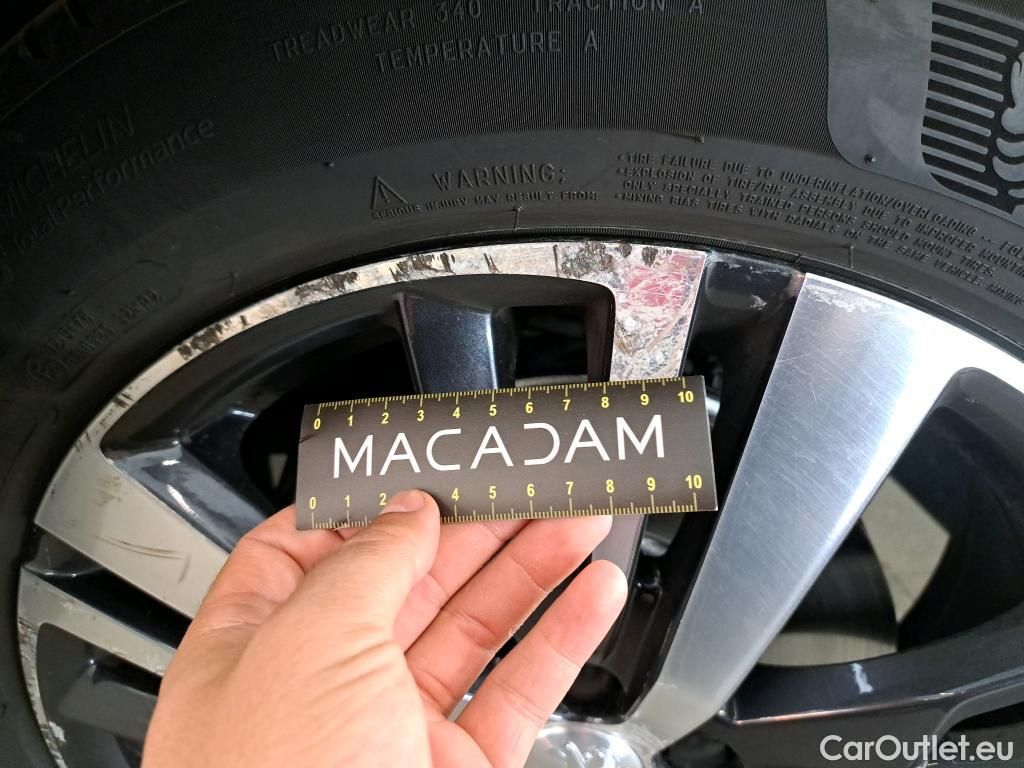 TREADWEAR 340 TRACTION A
TEMPERATURE A
MICHELIN
Total Performance
WARNING:
SERIOUS INJURY MAY RESULT FROM:
•TIRE FAILURE DUE TO UNDERINFLATION/OVERLOADING
•EXPLOSION OF TIRE/RIM ASSEMBLY DUE TO IMPROPER MOUNTING
ONLY SPECIALLY TRAINED PERSONS SHOULD MOUNT TIRES.
•MIXING BIAS TIRES WITH RADIALS ON THE SAME VEHICLE.
0 1 2 3 4 5 6 7 8 9 10
MACADAM
0 1 2 4 5 6 7 8 9 10
CarOutlet.eu